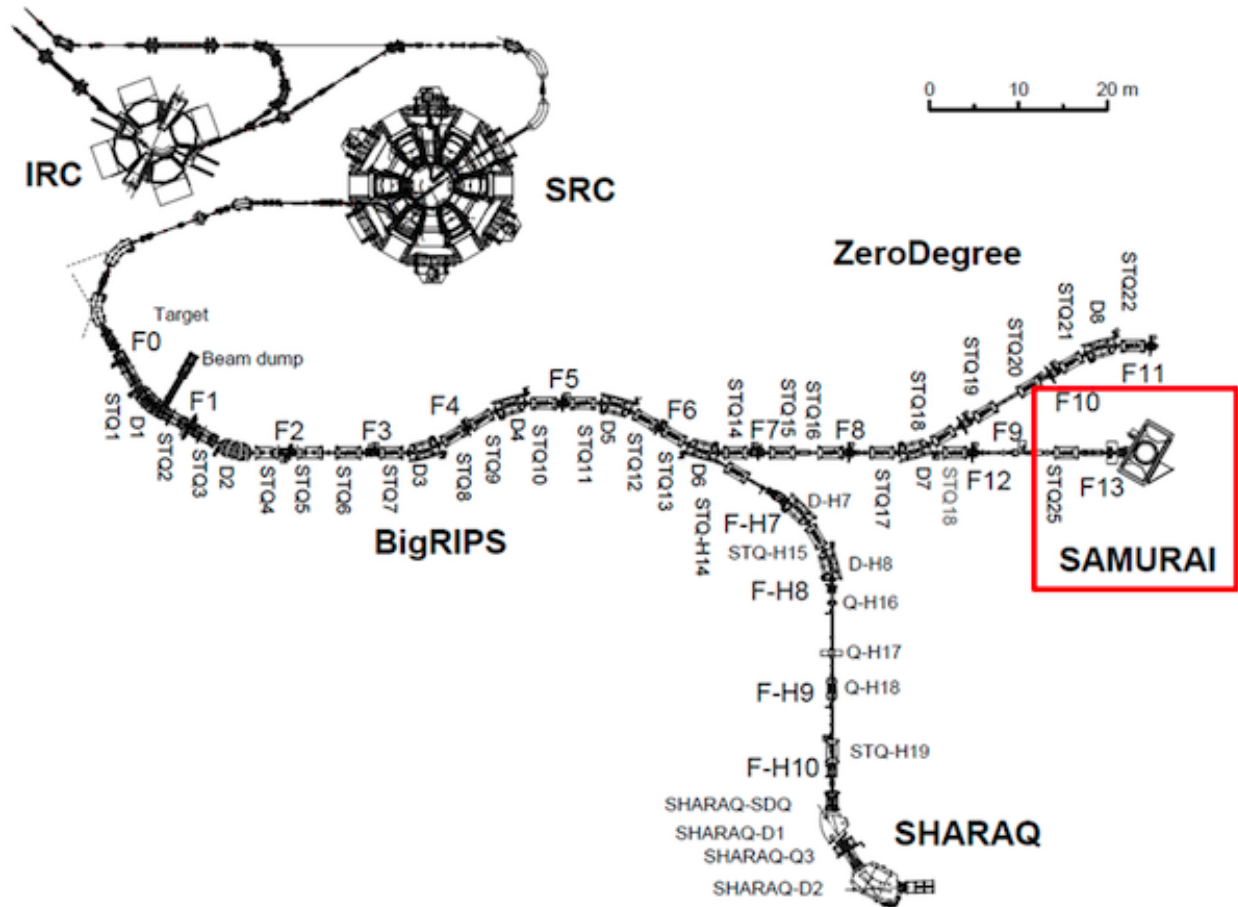 0 10 20 m
IRC
SRC
ZeroDegree
Target
F0
Beam dump
STQ1
D1
STQ2
F1
STQ3
D2
STQ4
F2
STQ5
STQ6
F3
STQ7
D3
F4
STQ8
STQ9
D4
STQ10
F5
STQ11
D5
STQ12
F6
STQ13
D6
STQ-H14
STQ14
F7
STQ15
STQ16
F8
STQ17
STQ18
D7
STQ18
STQ19
STQ20
F10
STQ21
D8
STQ22
F11
F9
F12
STQ25
F13
BigRIPS
SAMURAI
F-H7
D-H7
STQ-H15
D-H8
F-H8
Q-H16
Q-H17
F-H9
Q-H18
STQ-H19
F-H10
SHARAQ-SDQ
SHARAQ-D1
SHARAQ
SHARAQ-Q3
SHARAQ-D2